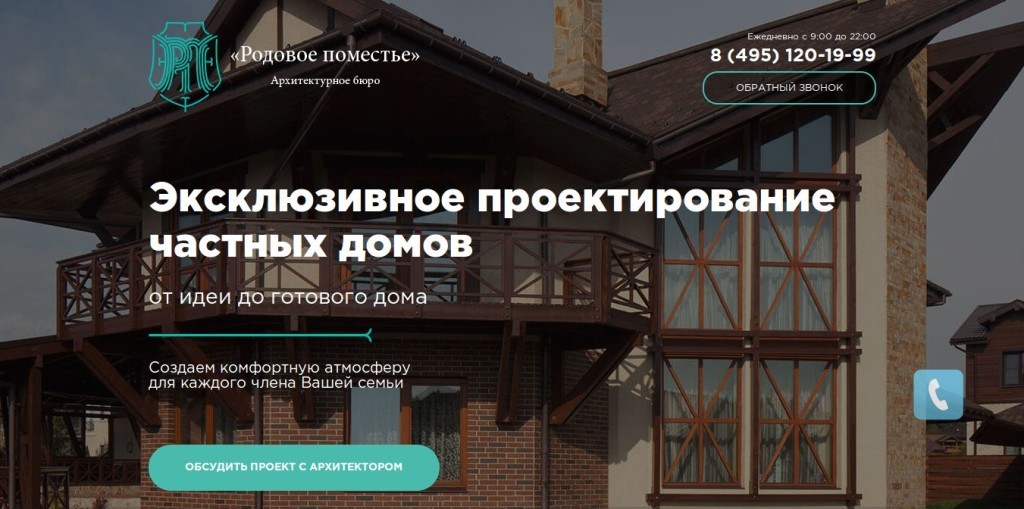 «Родовое поместье»
Архитектурное бюро
Ежедневно с 9:00 до 22:00
8 (495) 120-19-99
ОБРАТНЫЙ ЗВОНОК
Эксклюзивное проектирование
частных домов
от идеи до готового дома
Создаем комфортную атмосферу
для каждого члена Вашей семьи
ОБСУДИТЬ ПРОЕКТ С АРХИТЕКТОРОМ